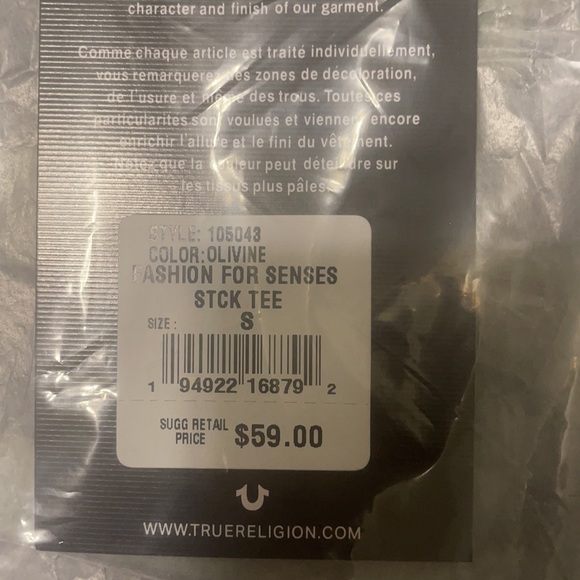 character and finish of our garment.
Comme chaque article est traité individuellement,
vous remarquerez des zones de décoloration,
de l'usure et même des trous. Toutes ces
particularités sont voulués et viennent encore
enrichir l'allure et le fini du vêtement.
Notez que la couleur peut déteindre sur
les tissus plus pâles.
STYLE: 105043
COLOR:OLIVINE
FASHION FOR SENSES
STCK TEE
SIZE : S
1 94922 16879 2
SUGG RETAIL
PRICE $59.00
WWW.TRUERELIGION.COM